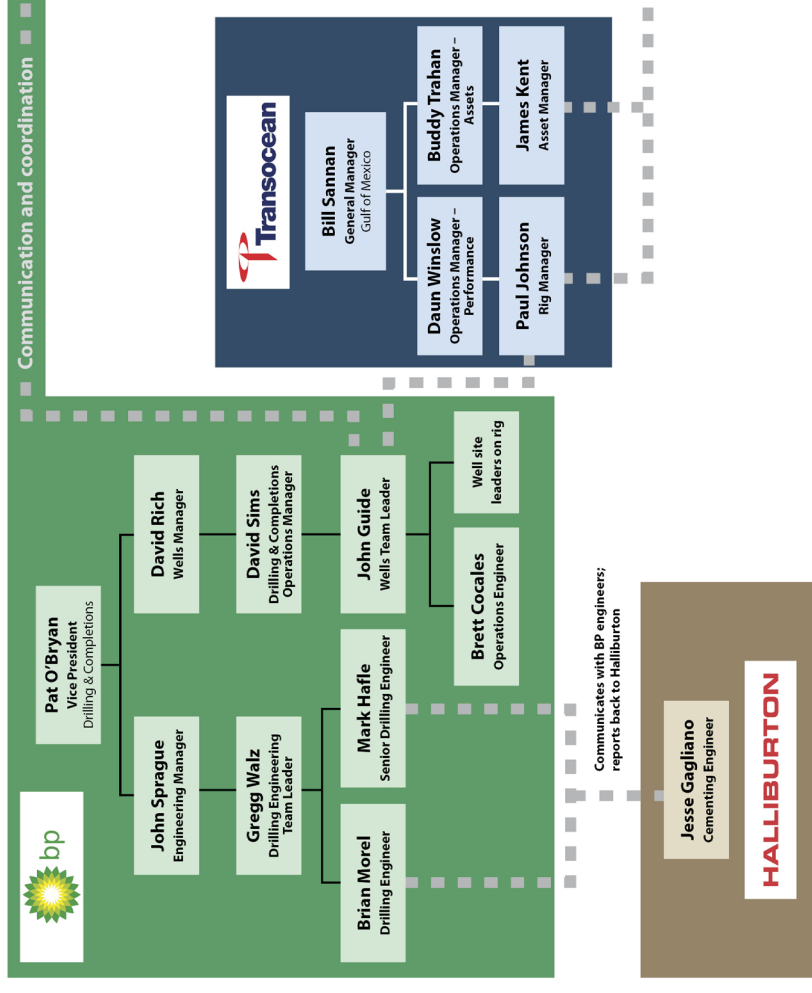 bp
Pat O’Bryan
Vice President
Drilling & Completions
John Sprague
Engineering Manager
David Rich
Wells Manager
Gregg Walz
Drilling Engineering
Team Leader
David Sims
Drilling & Completions
Operations Manager
Brian Morel
Drilling Engineer
Mark Hafle
Senior Drilling Engineer
John Guide
Wells Team Leader
Brett Cocales
Operations Engineer
Well site
leaders on rig
Communication and coordination
Transocean
Bill Sannan
General Manager
Gulf of Mexico
Daun Winslow
Operations Manager –
Performance
Buddy Trahan
Operations Manager –
Assets
Paul Johnson
Rig Manager
James Kent
Asset Manager
Communicates with BP engineers;
reports back to Halliburton
Jesse Gagliano
Cementing Engineer
HALLIBURTON